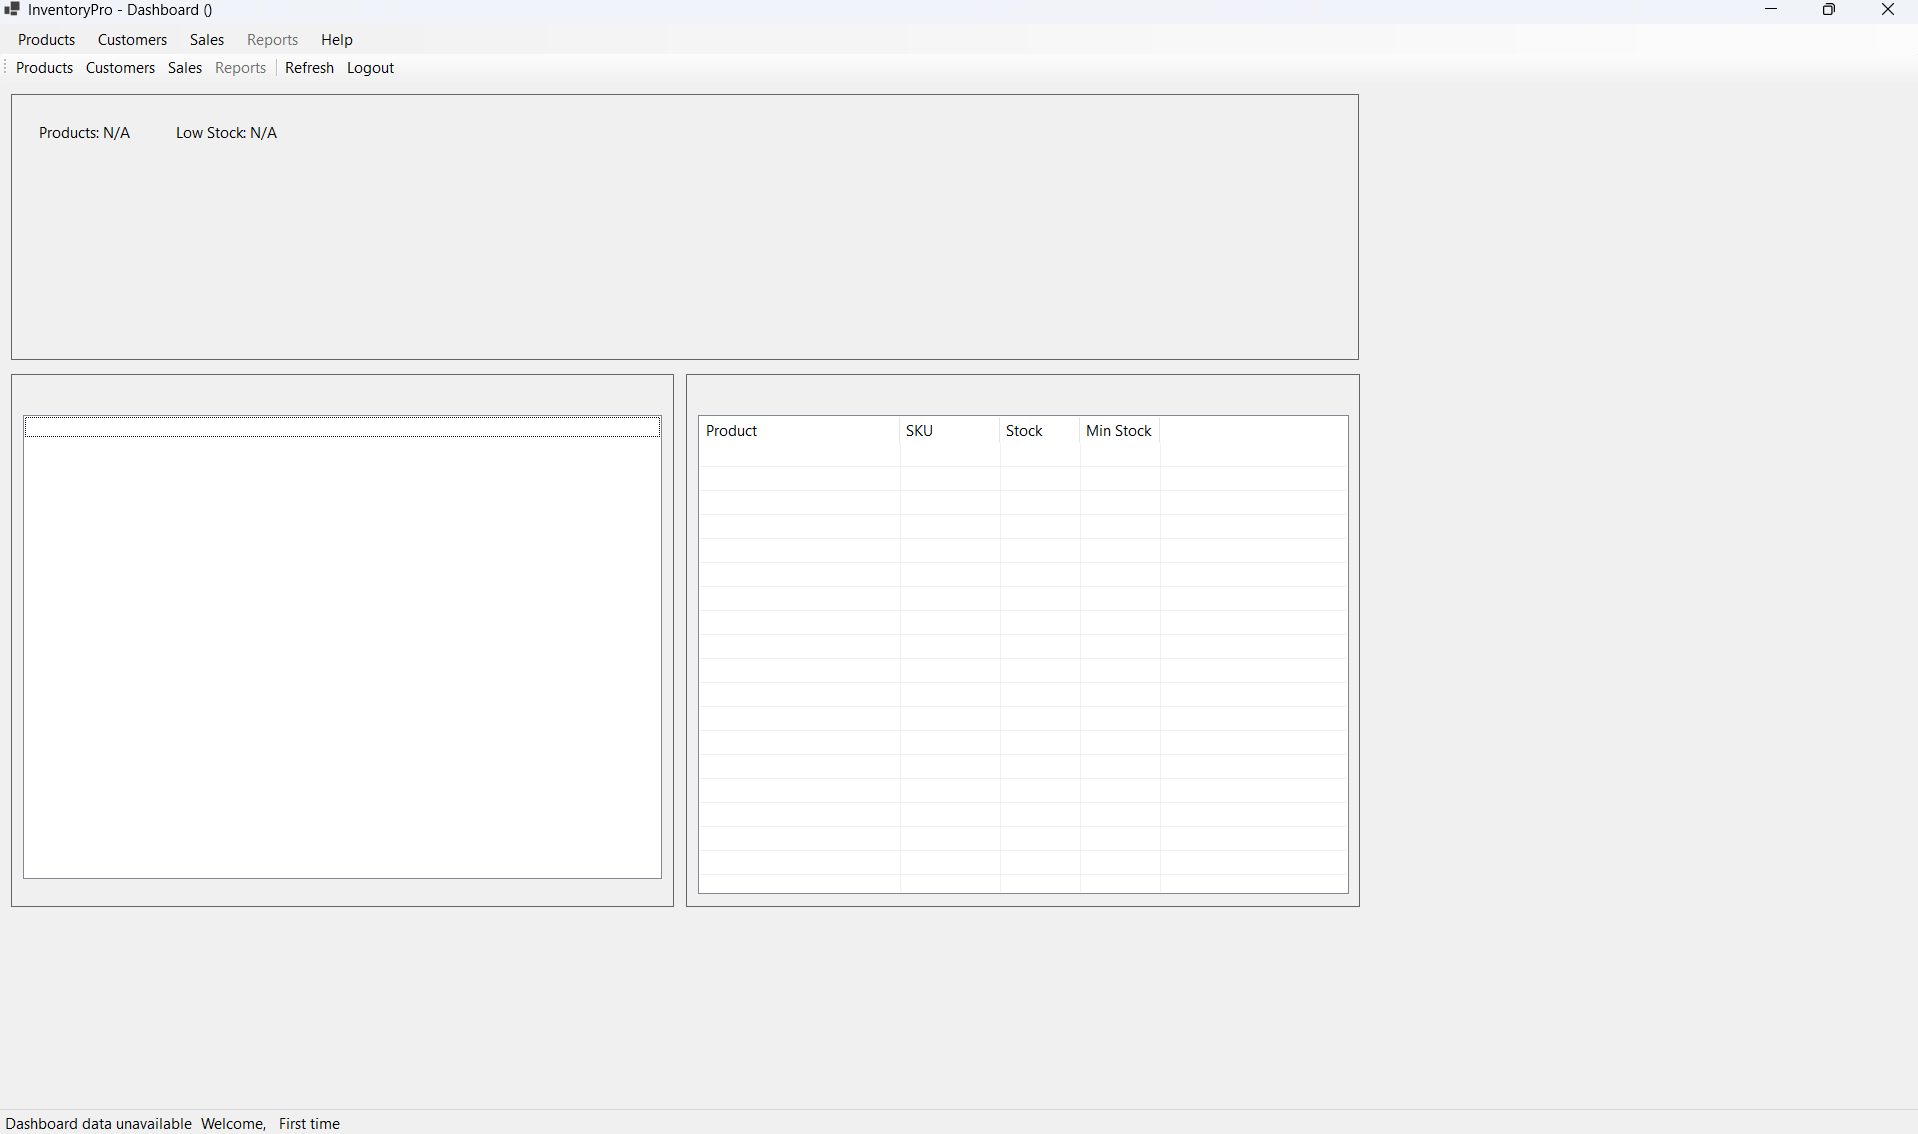 InventoryPro - Dashboard ()
Products Customers Sales Reports Help
Products Customers Sales Reports Refresh Logout
Products: N/A Low Stock: N/A
Product SKU Stock Min Stock
Dashboard data unavailable Welcome, First time